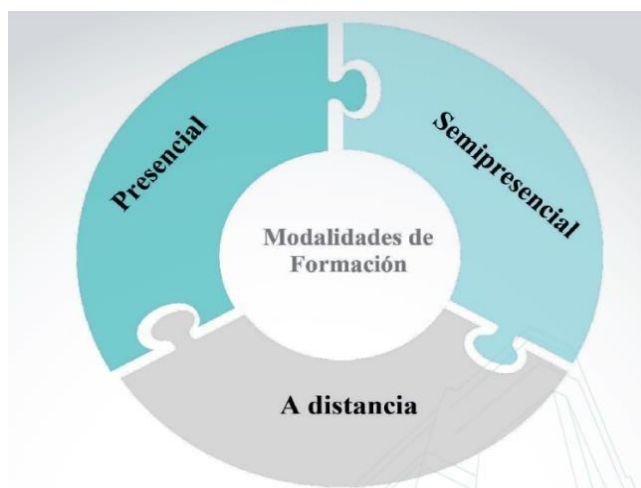 Presencial
Semipresencial
Modalidades de
Formación
A distancia